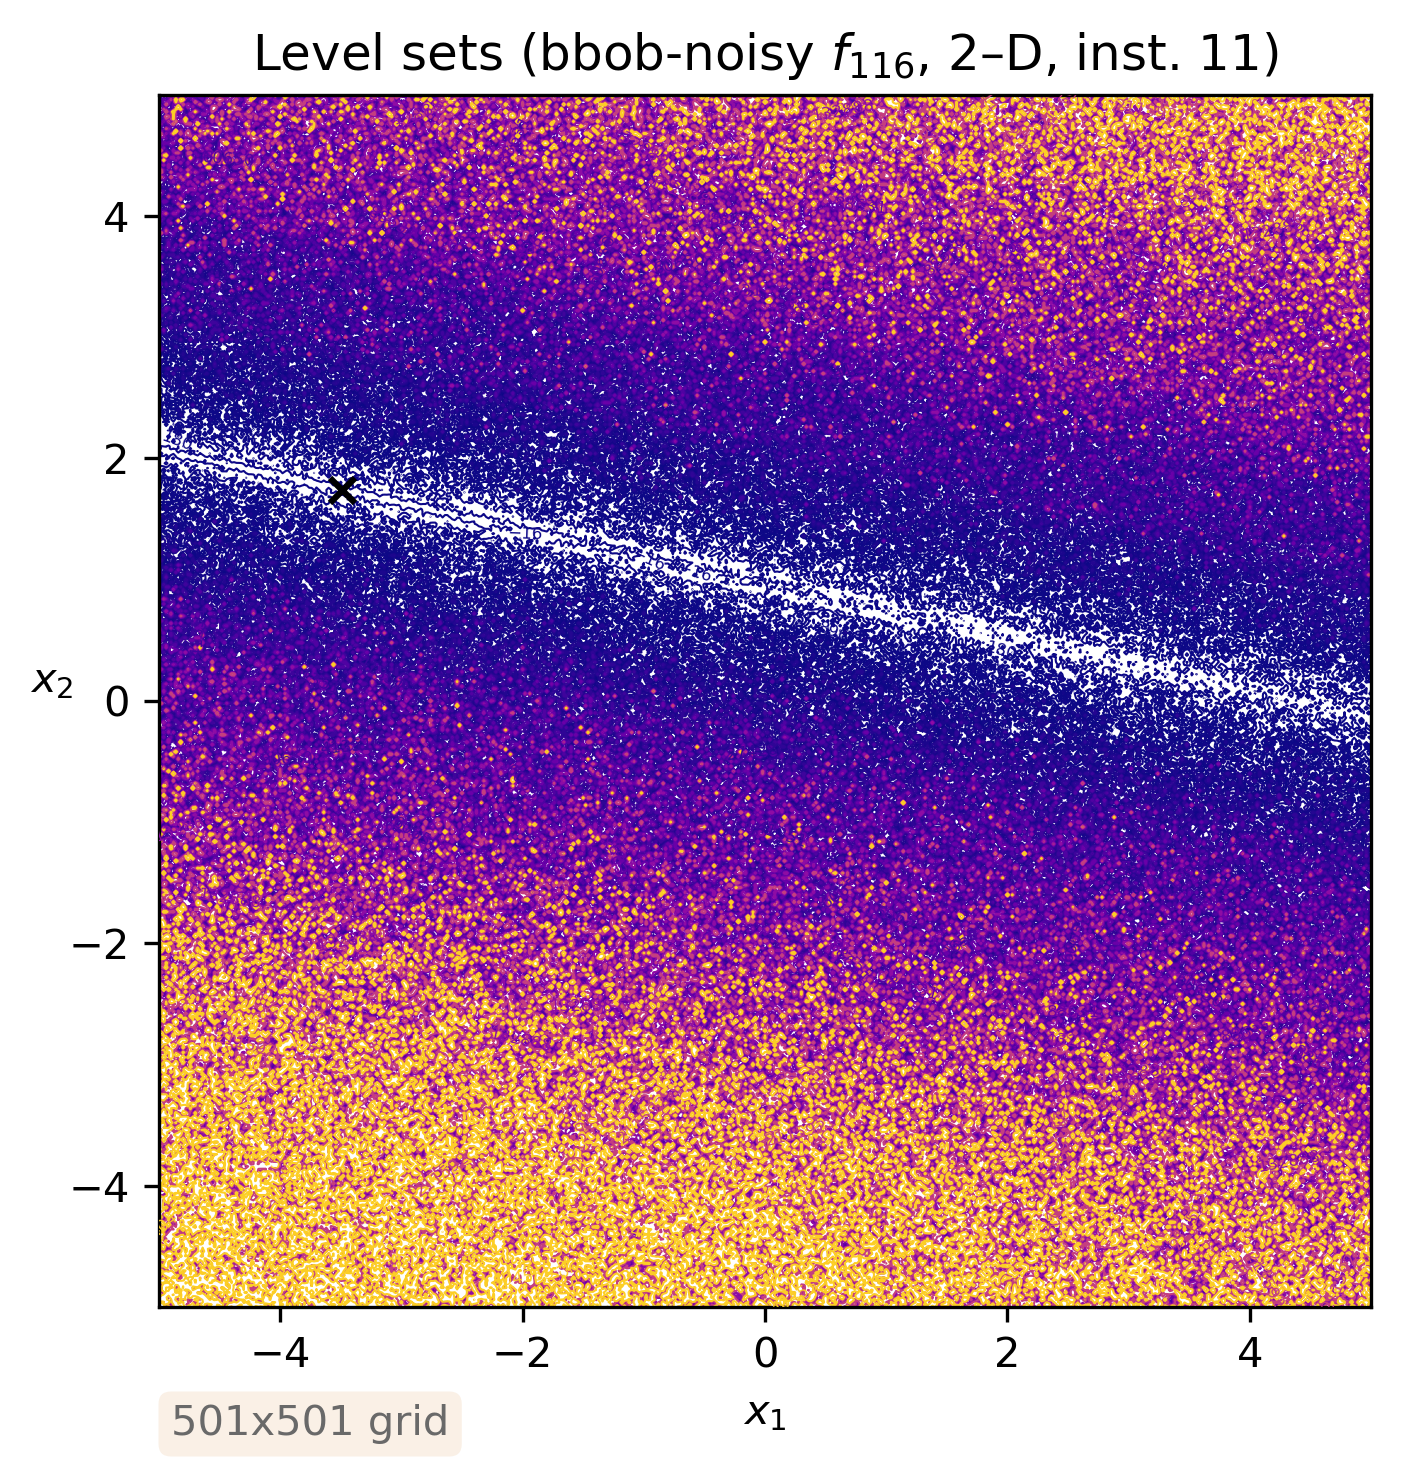 Level sets (bbob-noisy f₁₁₆, 2–D, inst. 11)
4
2
0
−2
−4
x₂
−4 −2 0 2 4
x₁
501x501 grid